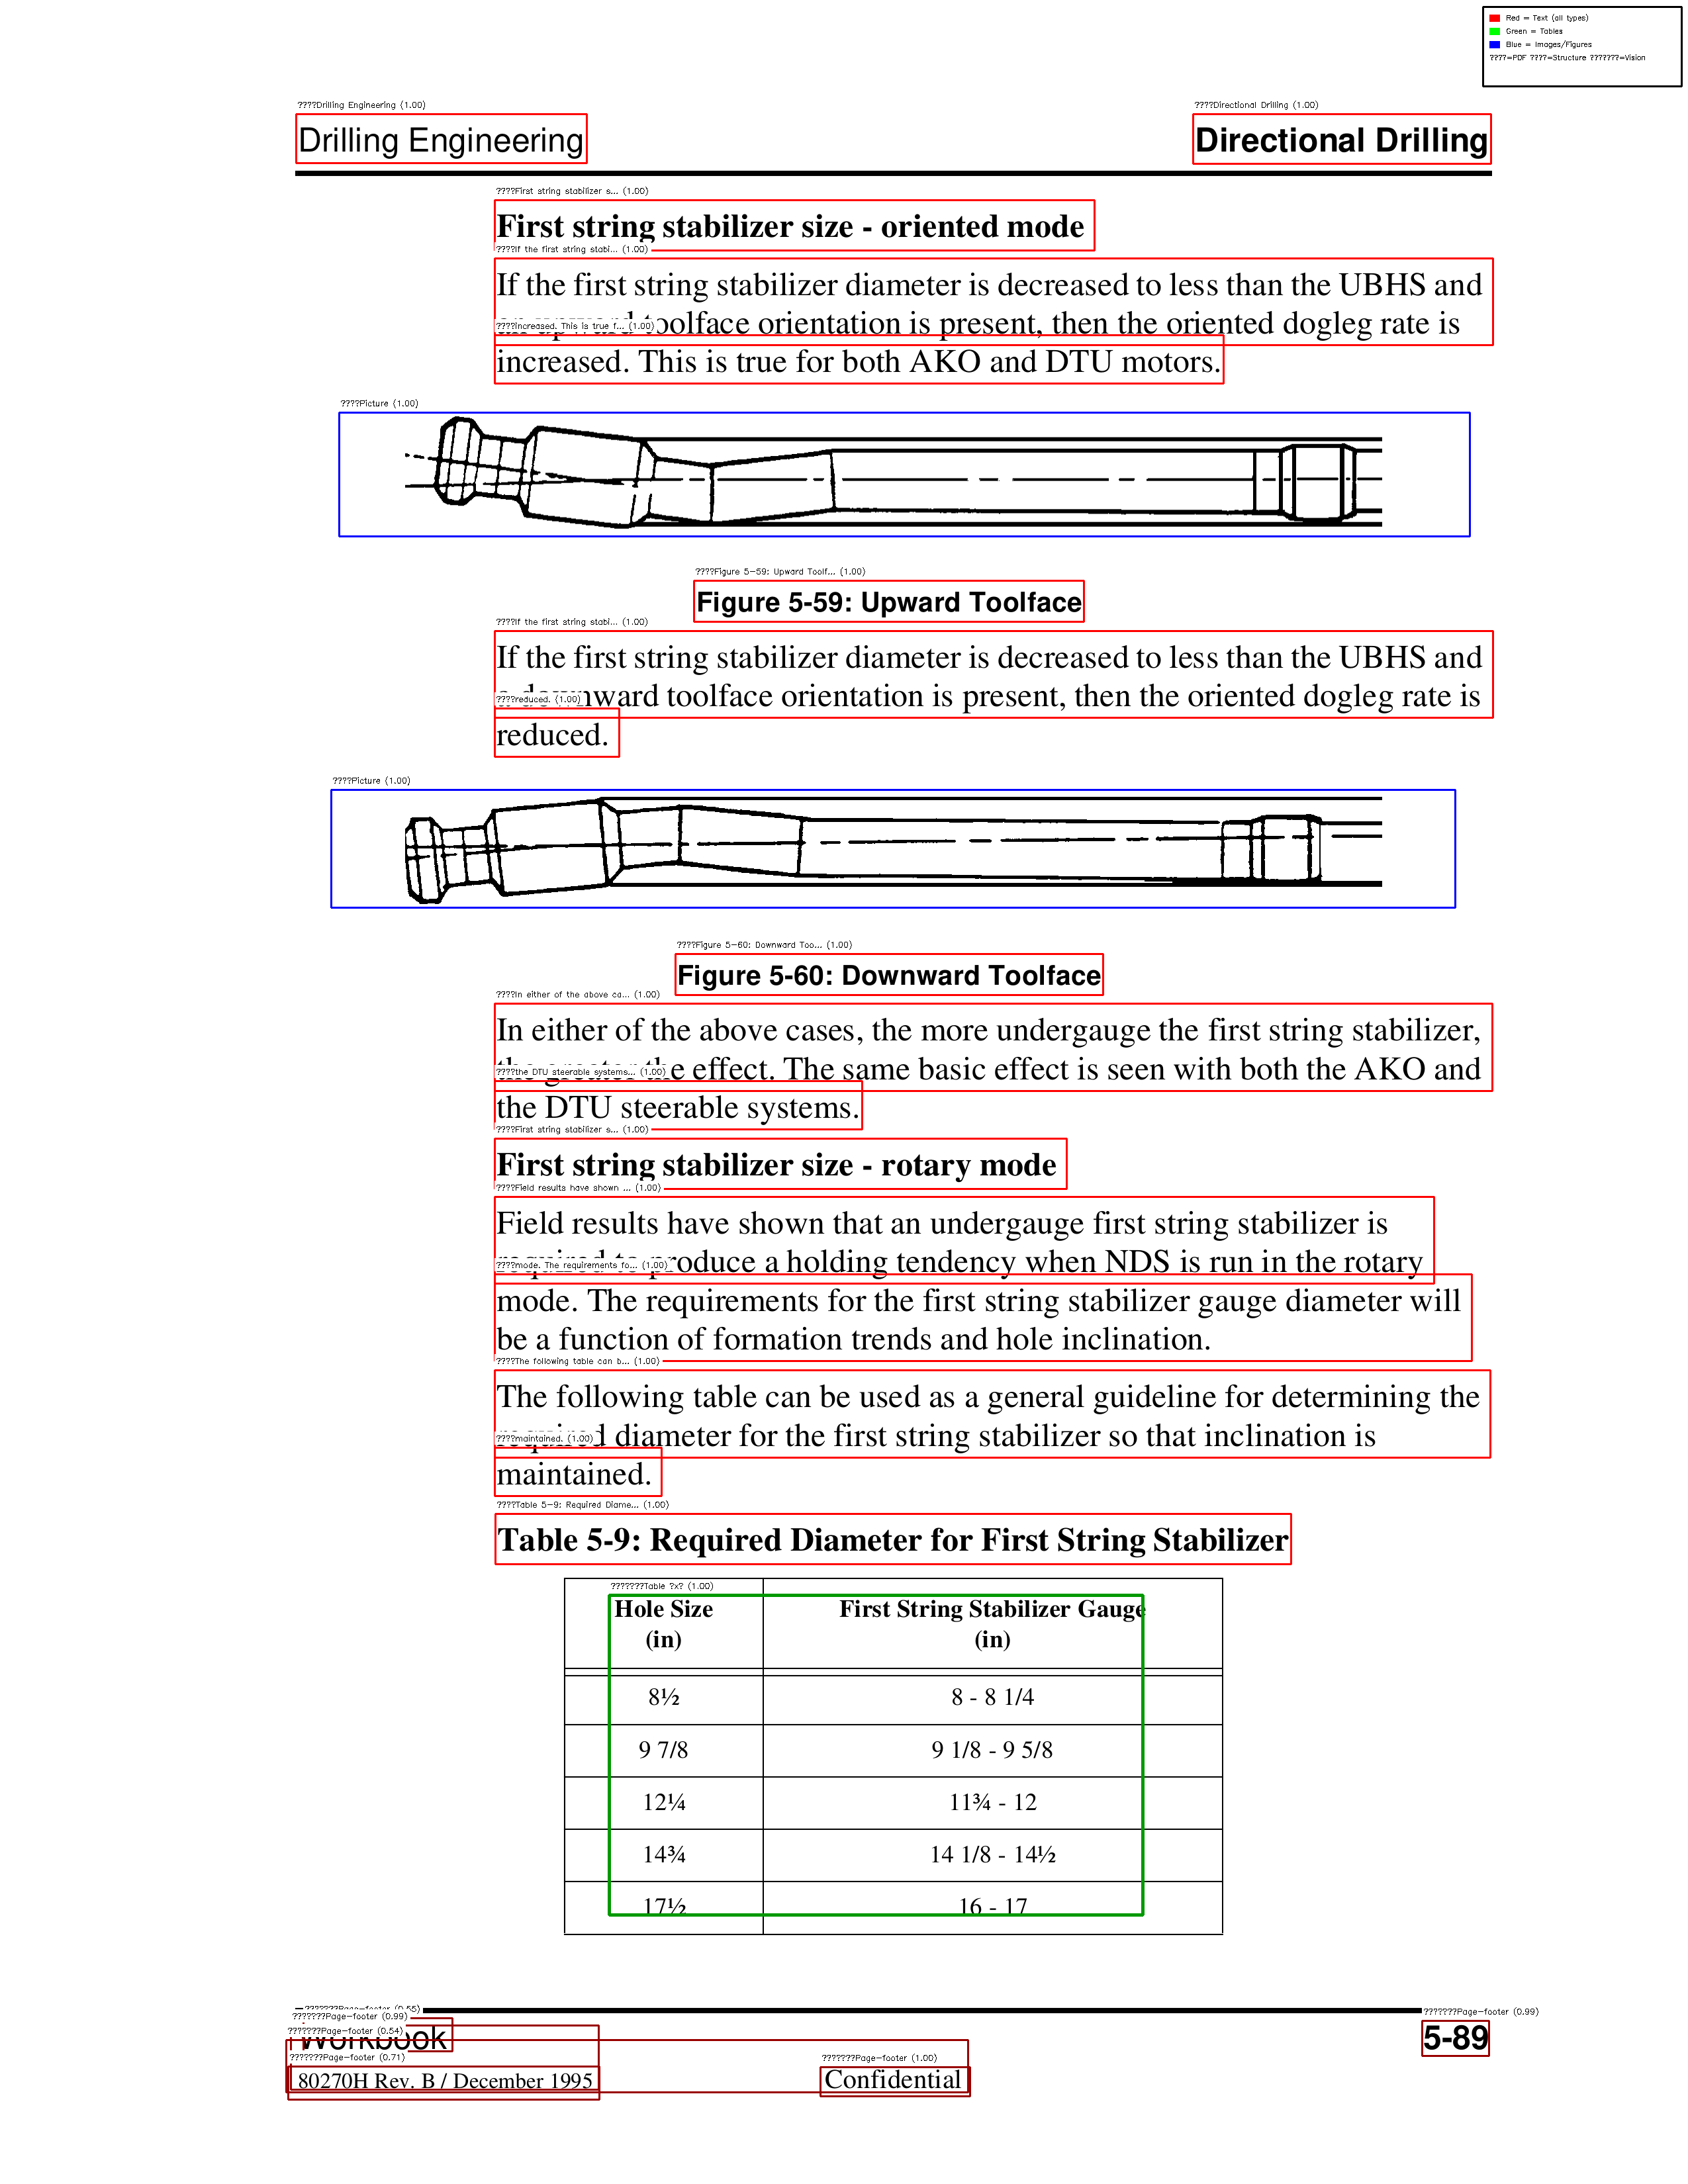 Red = Text (all types)
Green = Tables
Blue = Images/Figures
????=PDF ????=Structure ???????=Vision
????Drilling Engineering (1.00)
????Directional Drilling (1.00)
Drilling Engineering
Directional Drilling
????First string stabilizer s... (1.00)
First string stabilizer size - oriented mode
????If the first string stabi... (1.00)
If the first string stabilizer diameter is decreased to less than the UBHS and
toolface orientation is present, then the oriented dogleg rate is
????increased. This is true f... (1.00)
increased. This is true for both AKO and DTU motors.
????Picture (1.00)
????Figure 5-59: Upward Toolf... (1.00)
Figure 5-59: Upward Toolface
????If the first string stabi... (1.00)
If the first string stabilizer diameter is decreased to less than the UBHS and
a downward toolface orientation is present, then the oriented dogleg rate is
????reduced. (1.00)
reduced.
????Picture (1.00)
????Figure 5-60: Downward Too... (1.00)
Figure 5-60: Downward Toolface
????In either of the above ca... (1.00)
In either of the above cases, the more undergauge the first string stabilizer,
the greater the effect. The same basic effect is seen with both the AKO and
????the DTU steerable systems... (1.00)
the DTU steerable systems.
????First string stabilizer s... (1.00)
First string stabilizer size - rotary mode
????Field results have shown ... (1.00)
Field results have shown that an undergauge first string stabilizer is
required to produce a holding tendency when NDS is run in the rotary
????mode. The requirements fo... (1.00)
mode. The requirements for the first string stabilizer gauge diameter will
be a function of formation trends and hole inclination.
????The following table can b... (1.00)
The following table can be used as a general guideline for determining the
required diameter for the first string stabilizer so that inclination is
????maintained. (1.00)
maintained.
????Table 5-9: Required Diame... (1.00)
Table 5-9: Required Diameter for First String Stabilizer
???????Table ?x? (1.00)
Hole Size First String Stabilizer Gauge
(in) (in)
8½ 8 - 8 1/4
9 7/8 9 1/8 - 9 5/8
12¼ 11¾ - 12
14¾ 14 1/8 - 14½
17½ 16 - 17
???????Page-footer (0.55)
???????Page-footer (0.99)
???????Page-footer (0.99)
???????Page-footer (0.54)
Workbook
5-89
???????Page-footer (0.71)
???????Page-footer (1.00)
80270H Rev. B / December 1995
Confidential